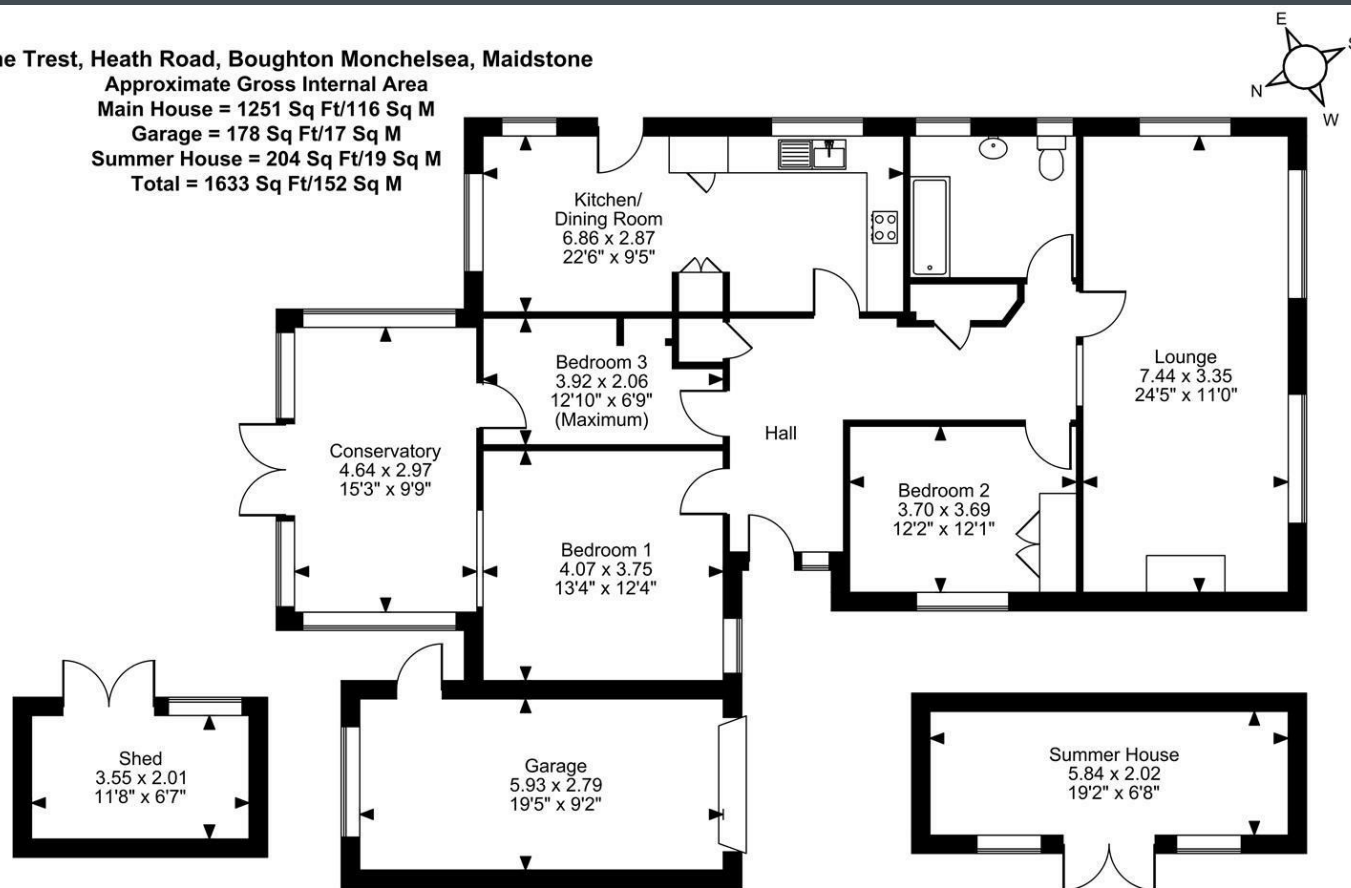 ne Trest, Heath Road, Boughton Monchelsea, Maidstone
Approximate Gross Internal Area
Main House = 1251 Sq Ft/116 Sq M
Garage = 178 Sq Ft/17 Sq M
Summer House = 204 Sq Ft/19 Sq M
Total = 1633 Sq Ft/152 Sq M
E
S
N
W
Kitchen/
Dining Room
6.86 x 2.87
22'6" x 9'5"
Bedroom 3
3.92 x 2.06
12'10" x 6'9"
(Maximum)
Lounge
7.44 x 3.35
24'5" x 11'0"
Hall
Conservatory
4.64 x 2.97
15'3" x 9'9"
Bedroom 2
3.70 x 3.69
12'2" x 12'1"
Bedroom 1
4.07 x 3.75
13'4" x 12'4"
Shed
3.55 x 2.01
11'8" x 6'7"
Garage
5.93 x 2.79
19'5" x 9'2"
Summer House
5.84 x 2.02
19'2" x 6'8"